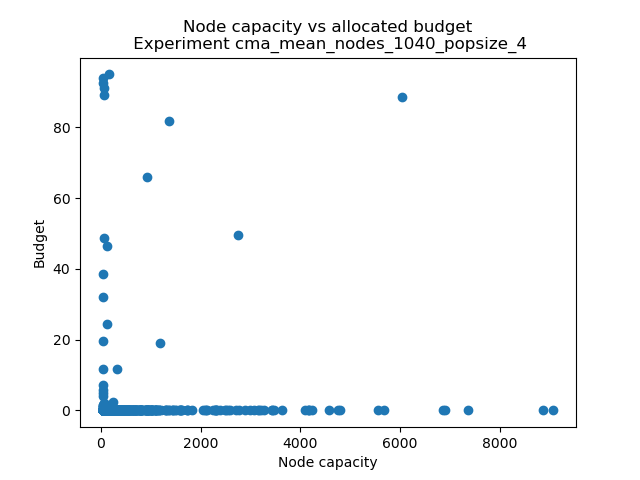 Node capacity vs allocated budget
Experiment cma_mean_nodes_1040_popsize_4
80
60
40
20
0
Budget
0 2000 4000 6000 8000
Node capacity